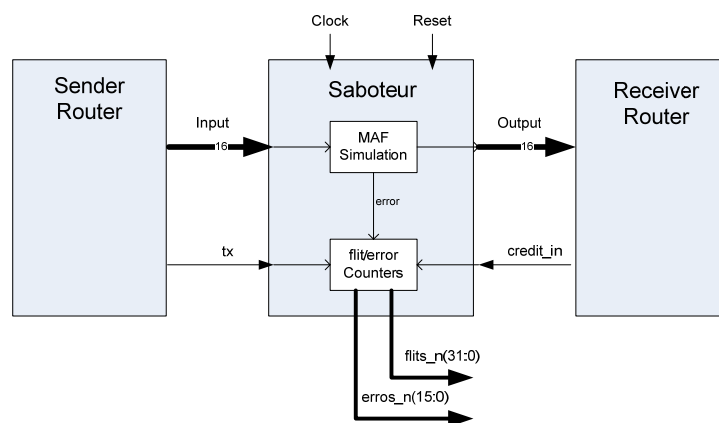 Clock
Reset
Sender
Router
Saboteur
Receiver
Router
Input
16
MAF
Simulation
Output
16
error
tx
flit/error
Counters
credit_in
flits_n(31:0)
erros_n(15:0)